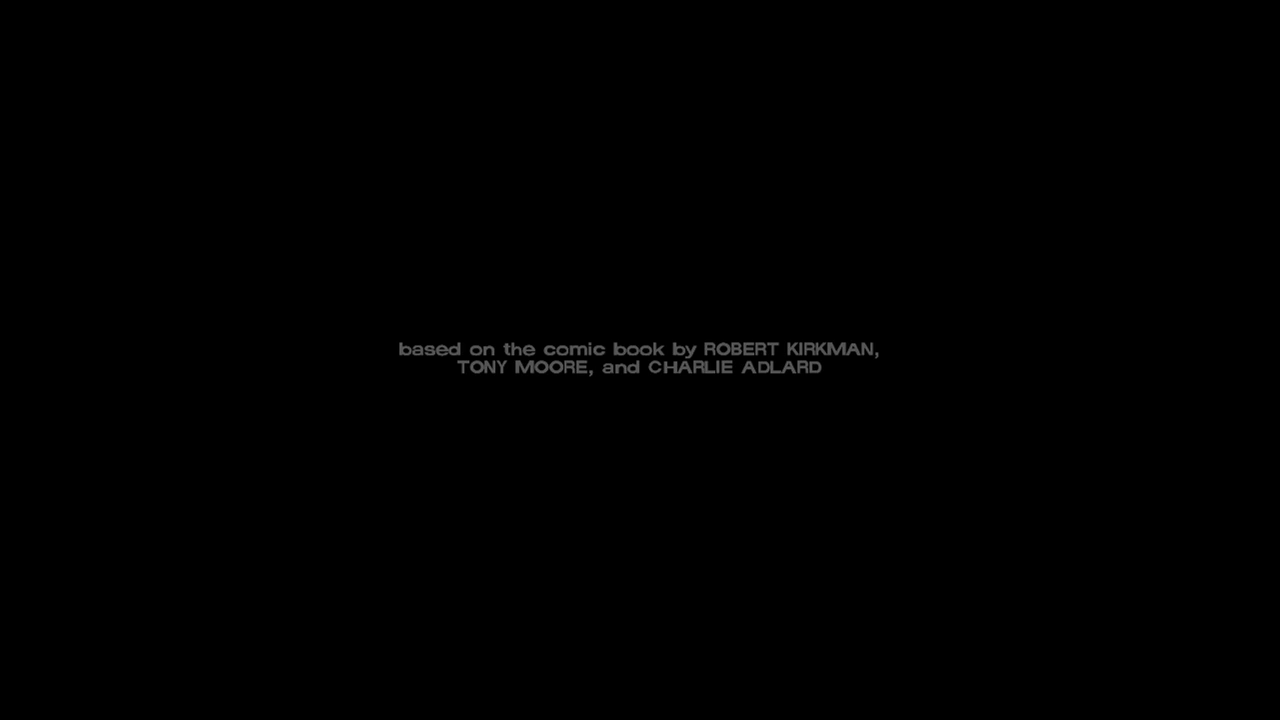 based on the comic book by ROBERT KIRKMAN,
TONY MOORE, and CHARLIE ADLARD